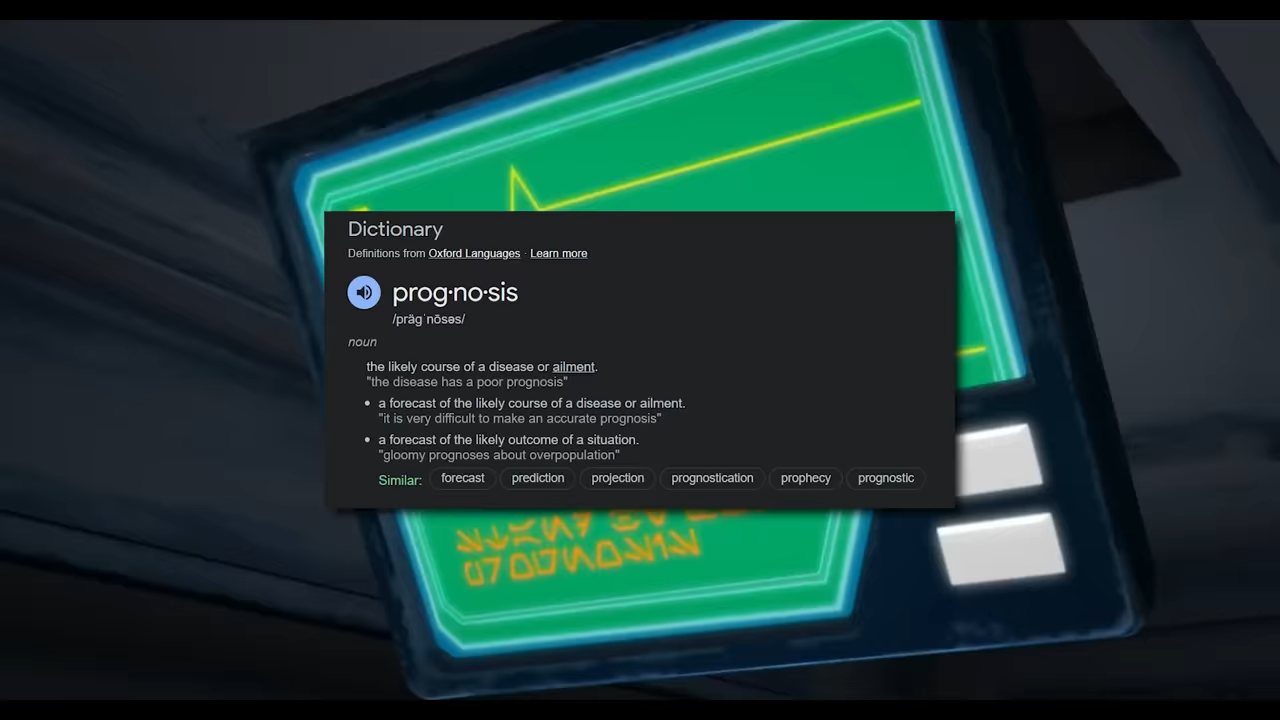 Dictionary
Definitions from Oxford Languages · Learn more
prog·no·sis
/präɡˈnōsəs/
noun
the likely course of a disease or ailment.
"the disease has a poor prognosis"
• a forecast of the likely course of a disease or ailment.
"it is very difficult to make an accurate prognosis"
• a forecast of the likely outcome of a situation.
"gloomy prognoses about overpopulation"
Similar: forecast prediction projection prognostication prophecy prognostic